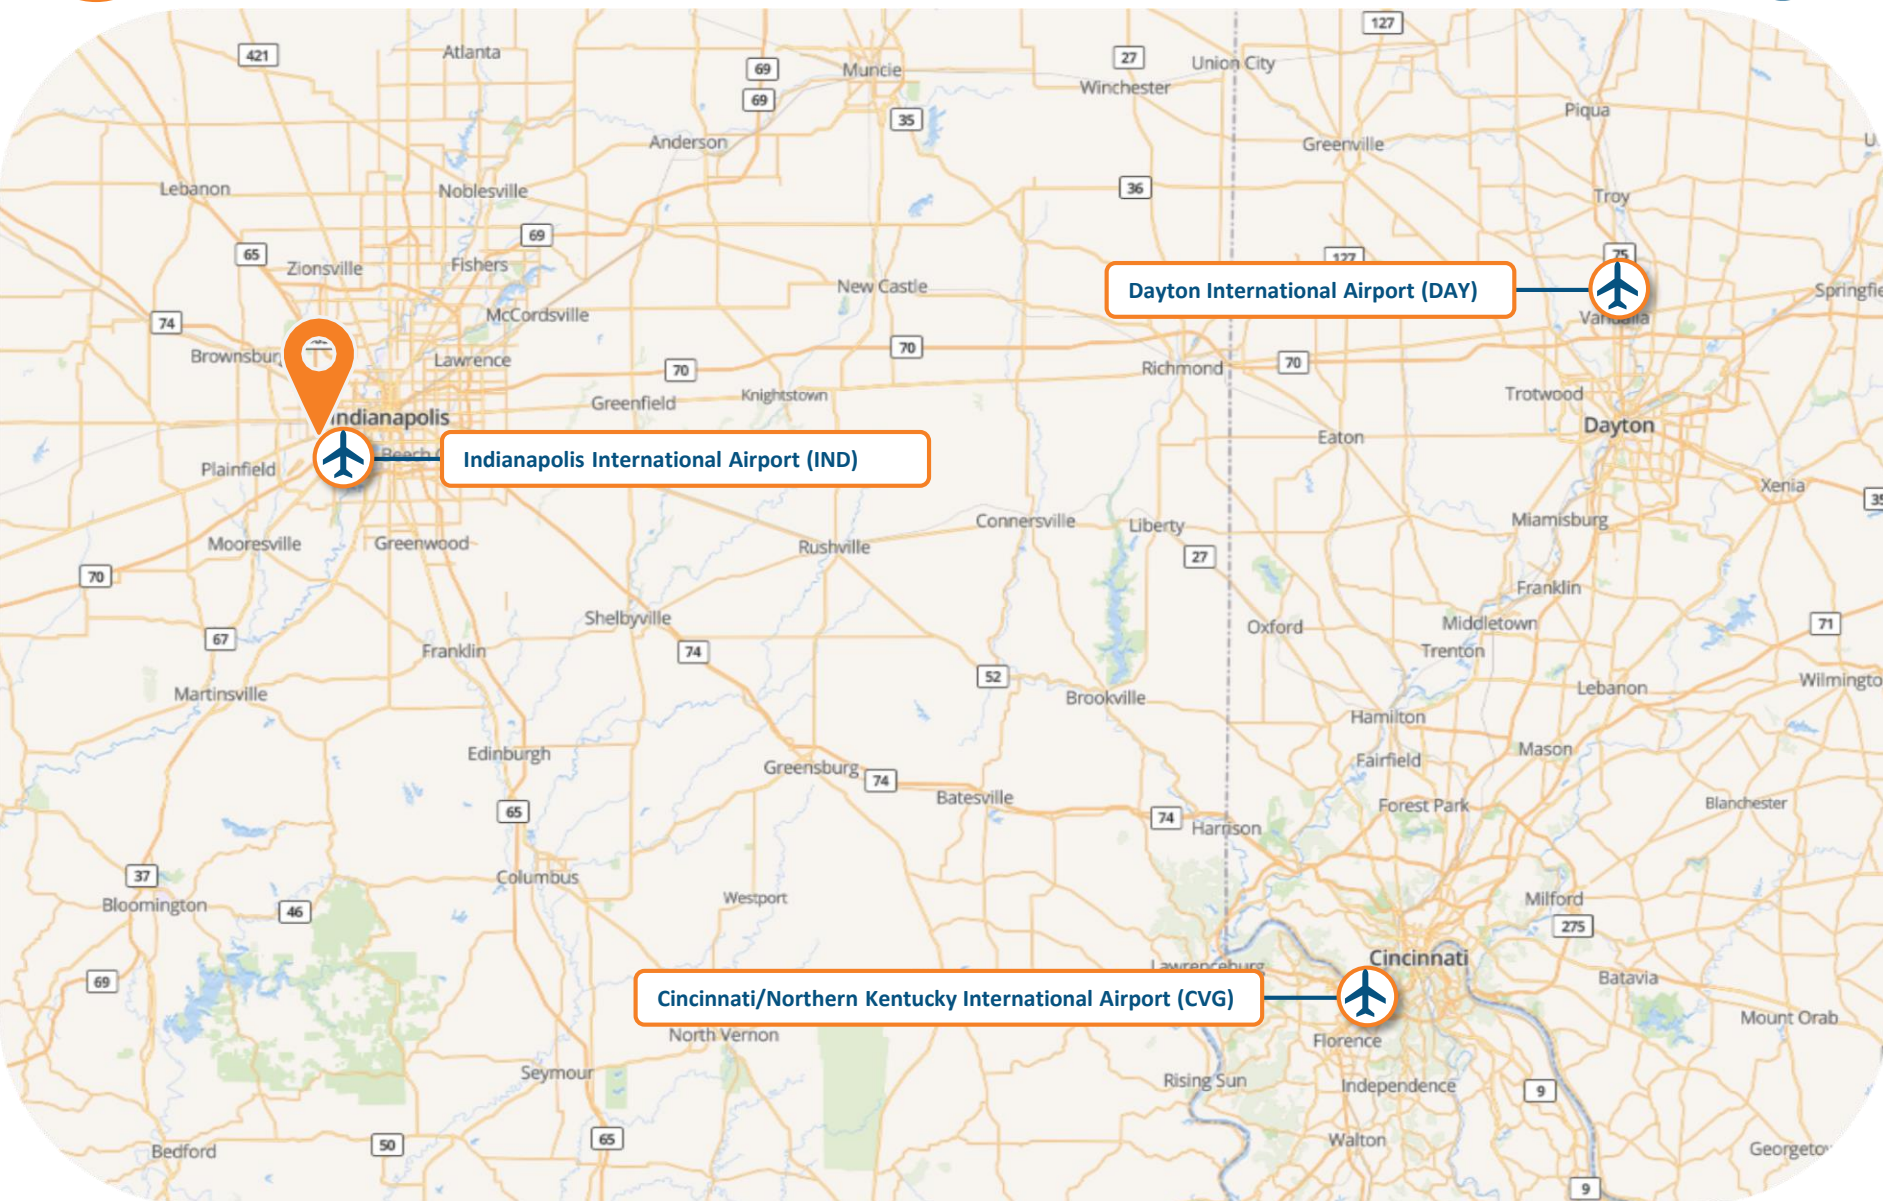 127
421
Atlanta
69
Muncie
27
Union City
Winchester
69
35
Piqua
Anderson
Greenville
Lebanon
Noblesville
36
Troy
69
65
Zionsville
Fishers
127
75
New Castle
Dayton International Airport (DAY)
McCordsville
74
Brownsbur
Lawrence
70
70
Richmond
70
Greenfield
Knightstown
Trotwood
Indianapolis
Dayton
Eaton
Plainfield
Beech
Indianapolis International Airport (IND)
Xenia
35
Connersville
Liberty
Miamisburg
Mooresville
Greenwood
Rushville
27
70
Franklin
Shelbyville
Oxford
Middletown
71
67
Franklin
74
Trenton
52
Martinsville
Brookville
Lebanon
Wilmingto
Hamilton
Edinburgh
Mason
Fairfield
Greensburg
74
Batesville
65
74
Harrison
Forest Park
Blanchester
37
Columbus
Bloomington
46
Westport
Milford
275
Lawrenceburg
Cincinnati
69
Batavia
Cincinnati/Northern Kentucky International Airport (CVG)
North Vernon
Florence
Mount Orab
Seymour
Rising Sun
Independence
9
Bedford
50
65
Walton
Georgeto
9